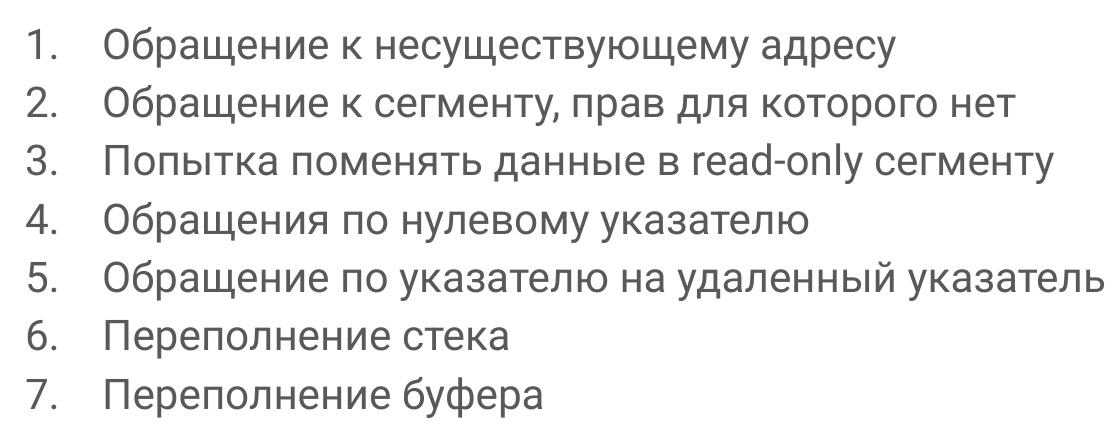 1. Обращение к несуществующему адресу
2. Обращение к сегменту, прав для которого нет
3. Попытка поменять данные в read-only сегменту
4. Обращения по нулевому указателю
5. Обращение по указателю на удаленный указатель
6. Переполнение стека
7. Переполнение буфера